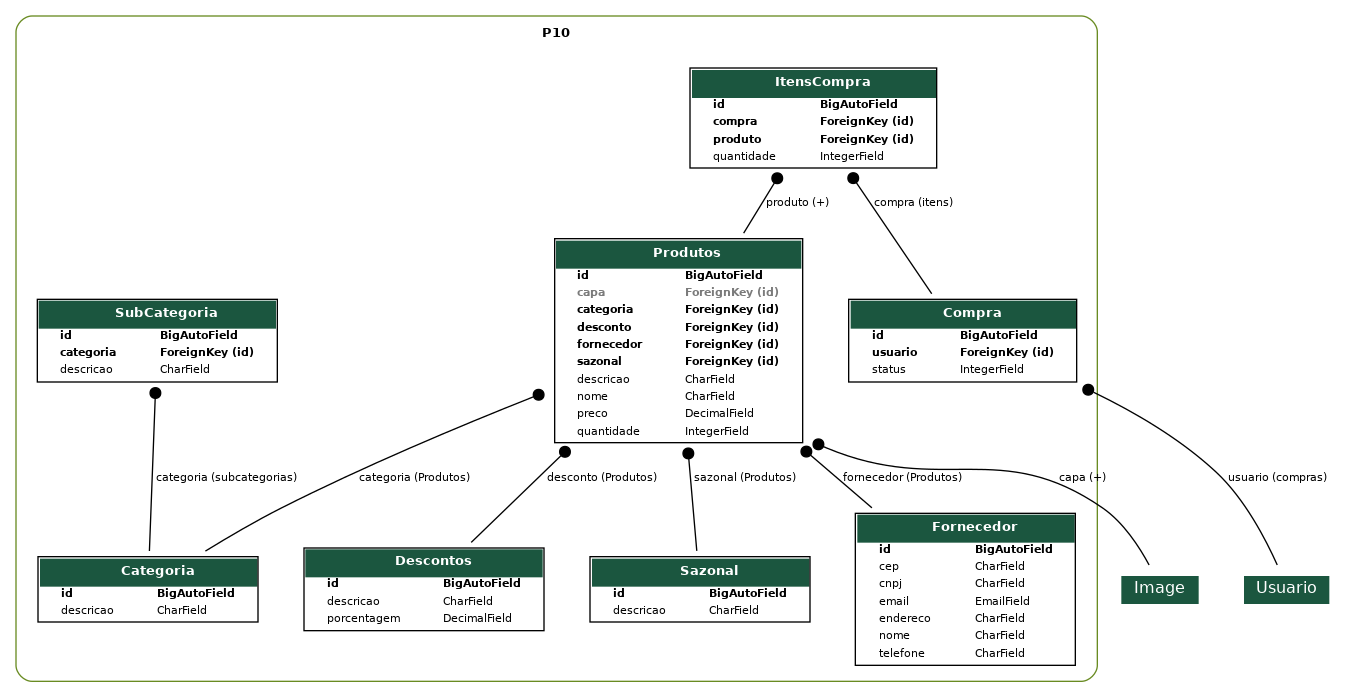 P10
ItensCompra
id BigAutoField
compra ForeignKey (id)
produto ForeignKey (id)
quantidade IntegerField
produto (+)
compra (itens)
Produtos
id BigAutoField
capa ForeignKey (id)
categoria ForeignKey (id)
desconto ForeignKey (id)
fornecedor ForeignKey (id)
sazonal ForeignKey (id)
descricao CharField
nome CharField
preco DecimalField
quantidade IntegerField
SubCategoria
id BigAutoField
categoria ForeignKey (id)
descricao CharField
Compra
id BigAutoField
usuario ForeignKey (id)
status IntegerField
categoria (subcategorias)
categoria (Produtos)
desconto (Produtos)
sazonal (Produtos)
fornecedor (Produtos)
capa (+)
usuario (compras)
Categoria
id BigAutoField
descricao CharField
Descontos
id BigAutoField
descricao CharField
porcentagem DecimalField
Sazonal
id BigAutoField
descricao CharField
Fornecedor
id BigAutoField
cep CharField
cnpj CharField
email EmailField
endereco CharField
nome CharField
telefone CharField
Image
Usuario